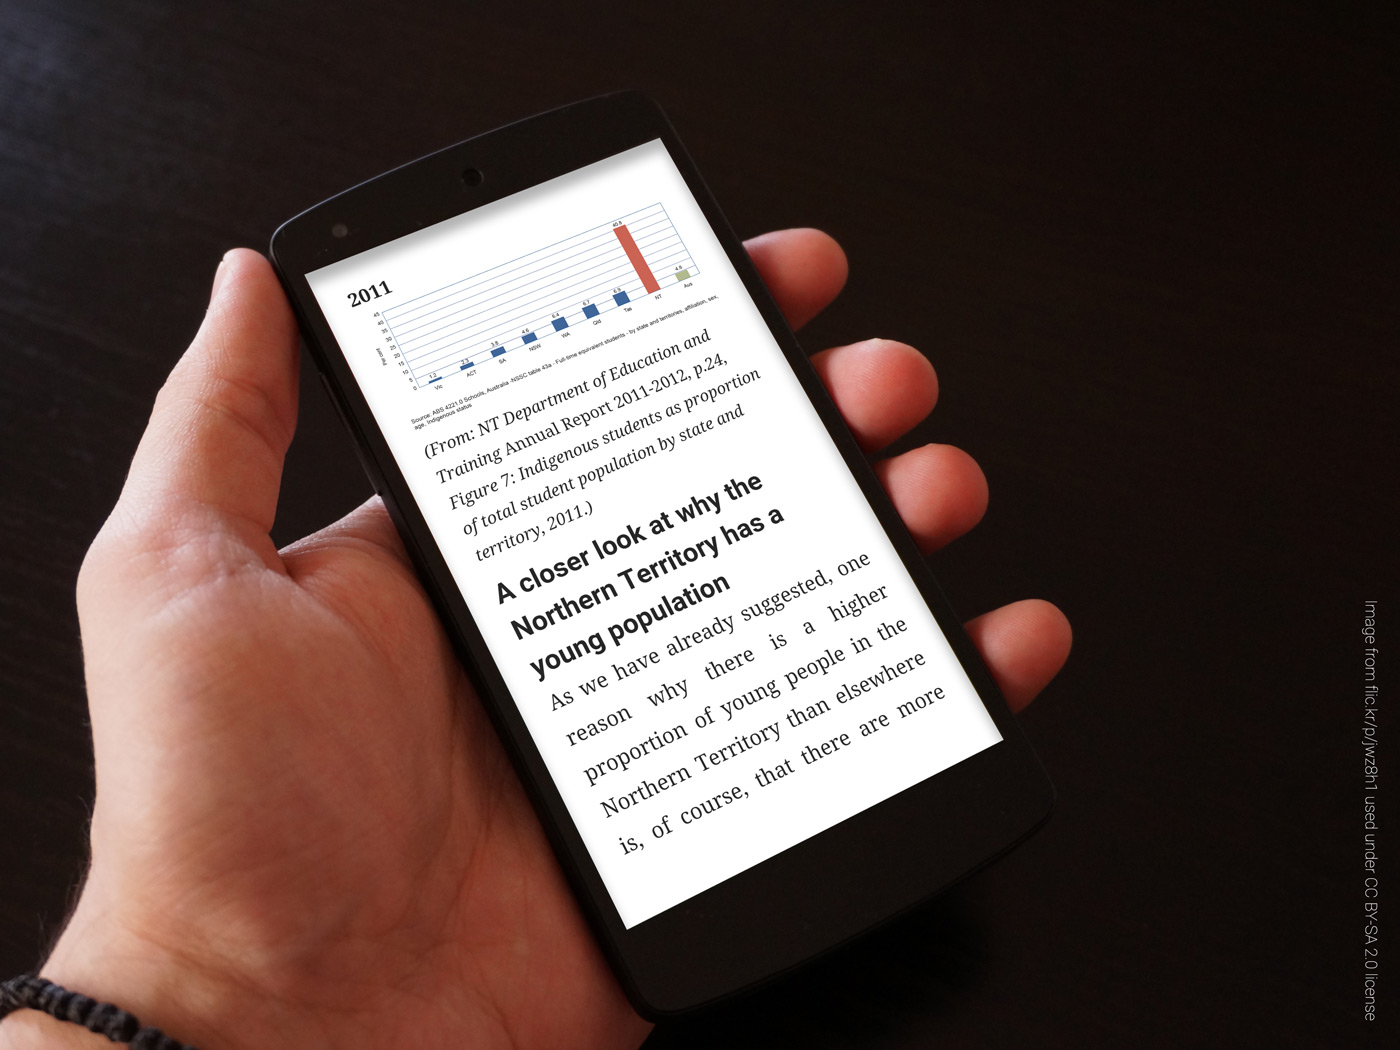 2011
45
40
35
30
25
20
15
10
5
0
Per cent
1.2
2.3
3.8
4.6
6.4
6.7
6.9
40.6
4.6
Vic
ACT
SA
NSW
WA
Qld
Tas
NT
Aus
Source: ABS 4221.0 Schools, Australia -NSSC table 43a - Full-time equivalent students - by state and territories, affiliation, sex,
age, Indigenous status
(From: NT Department of Education and
Training Annual Report 2011-2012, p.24,
Figure 7: Indigenous students as proportion
of total student population by state and
territory, 2011.)
A closer look at why the
Northern Territory has a
young population
As we have already suggested, one
reason why there is a higher
proportion of young people in the
Northern Territory than elsewhere
is, of course, that there are more
Image from flic.kr/p/jwz8h1 used under CC BY-SA 2.0 license